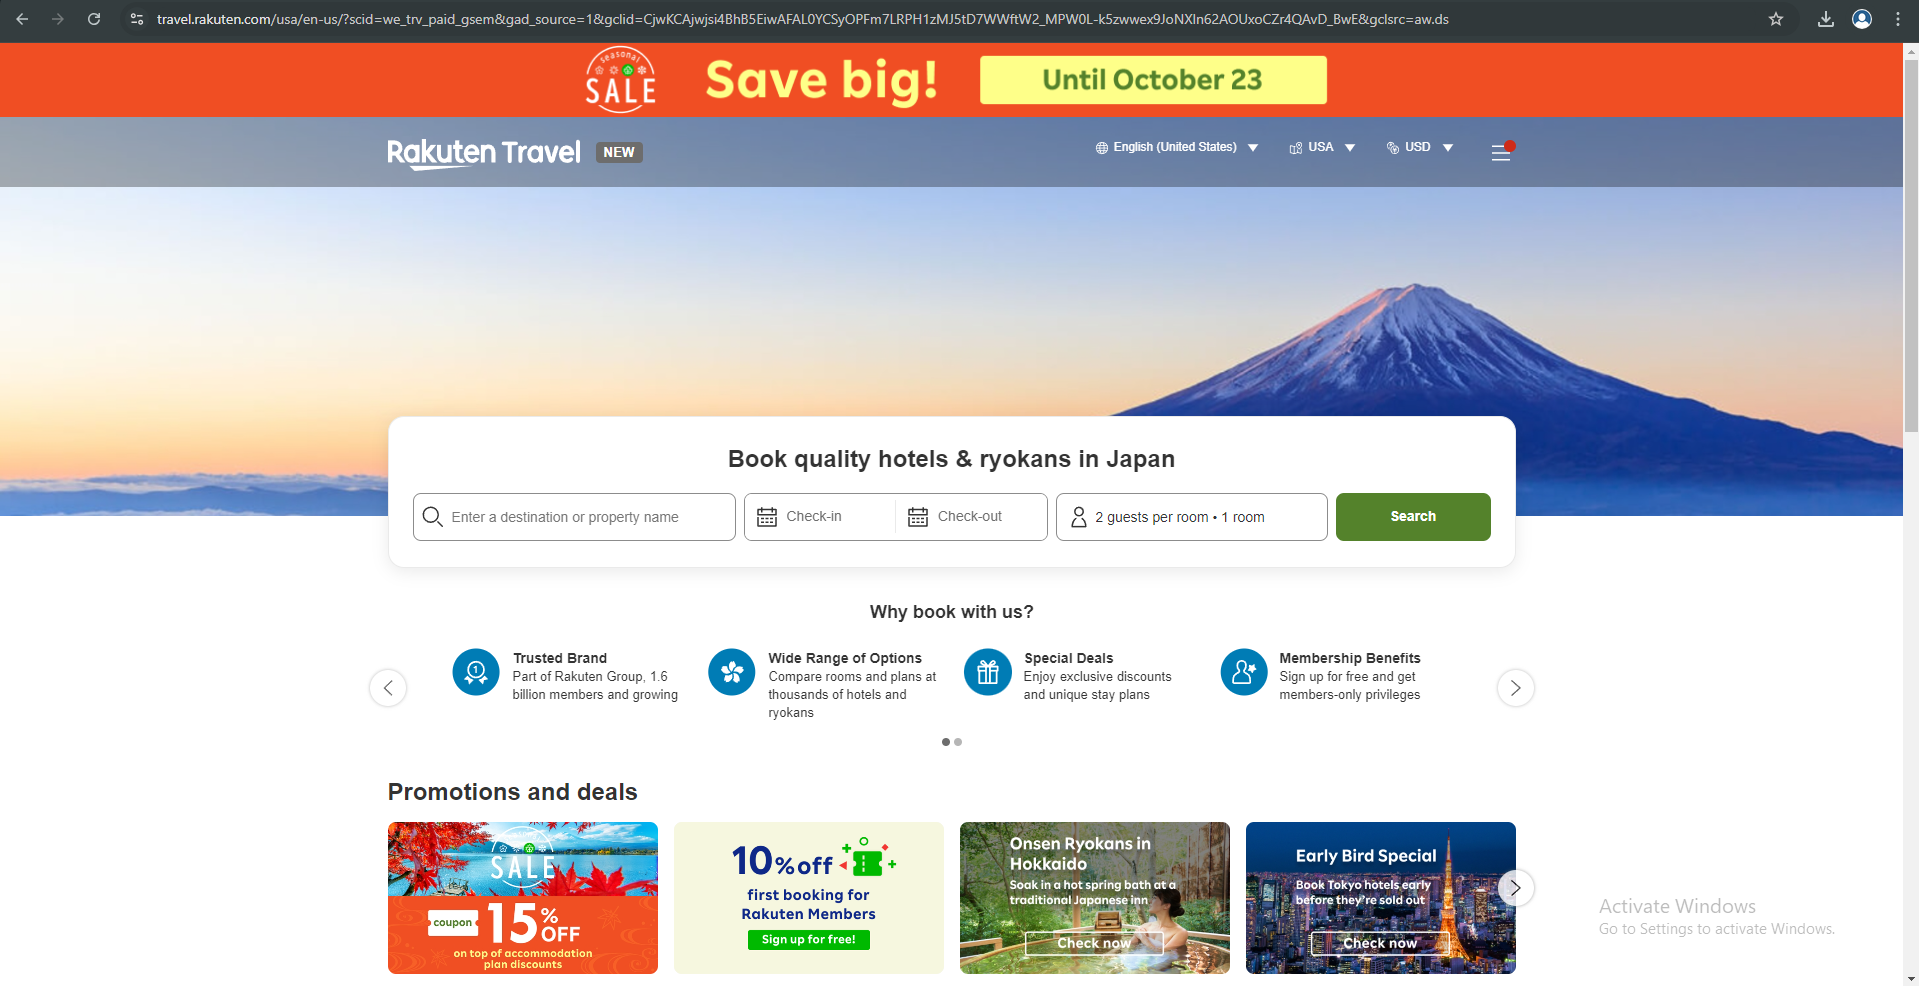 travel.rakuten.com/usa/en-us/?scid=we_trv_paid_gsem&gad_source=1&gclid=CjwKCAjwjsi4BhB5EiwAFAL0YCSyOPFm7LRPH1zMJ5tD7WWftW2_MPW0L-k5zwwex9JoNXIn62AOUxoCZr4QAvD_BwE&gclsrc=aw.ds
seasonal
SALE
Save big!
Until October 23
Rakuten Travel
NEW
English (United States)
USA
USD
Book quality hotels & ryokans in Japan
Enter a destination or property name
Check-in
Check-out
2 guests per room • 1 room
Search
Why book with us?
Trusted Brand
Part of Rakuten Group, 1.6
billion members and growing
Wide Range of Options
Compare rooms and plans at
thousands of hotels and
ryokans
Special Deals
Enjoy exclusive discounts
and unique stay plans
Membership Benefits
Sign up for free and get
members-only privileges
Promotions and deals
SALE
coupon
15% OFF
on top of accommodation
plan discounts
10%off
first booking for
Rakuten Members
Sign up for free!
Onsen Ryokans in
Hokkaido
Soak in a hot spring bath at a
traditional Japanese inn
Check now
Early Bird Special
Book Tokyo hotels early
before they're sold out
Check now
Activate Windows
Go to Settings to activate Windows.